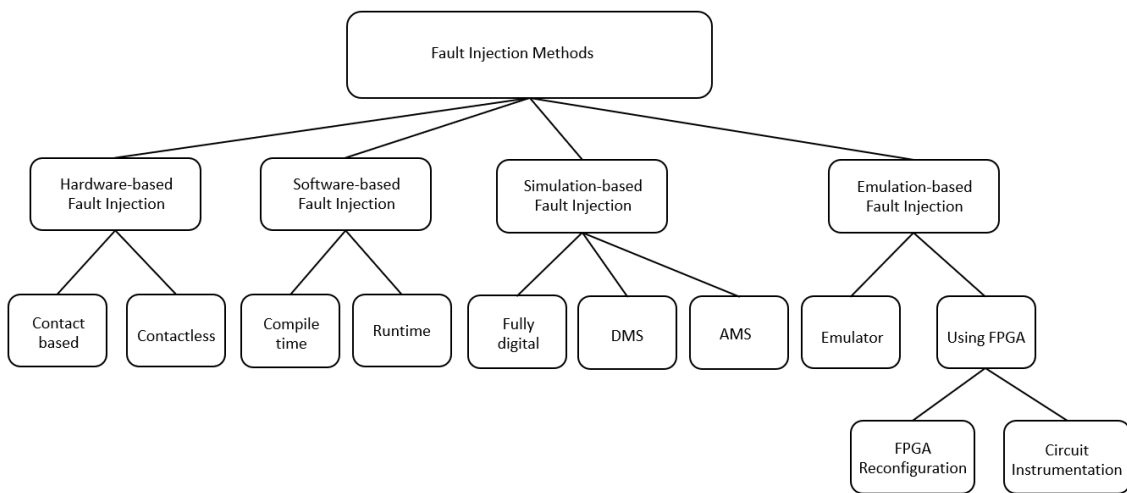 Fault Injection Methods
Hardware-based
Fault Injection
Software-based
Fault Injection
Simulation-based
Fault Injection
Emulation-based
Fault Injection
Contact
based
Contactless
Compile
time
Runtime
Fully
digital
DMS
AMS
Emulator
Using FPGA
FPGA
Reconfiguration
Circuit
Instrumentation